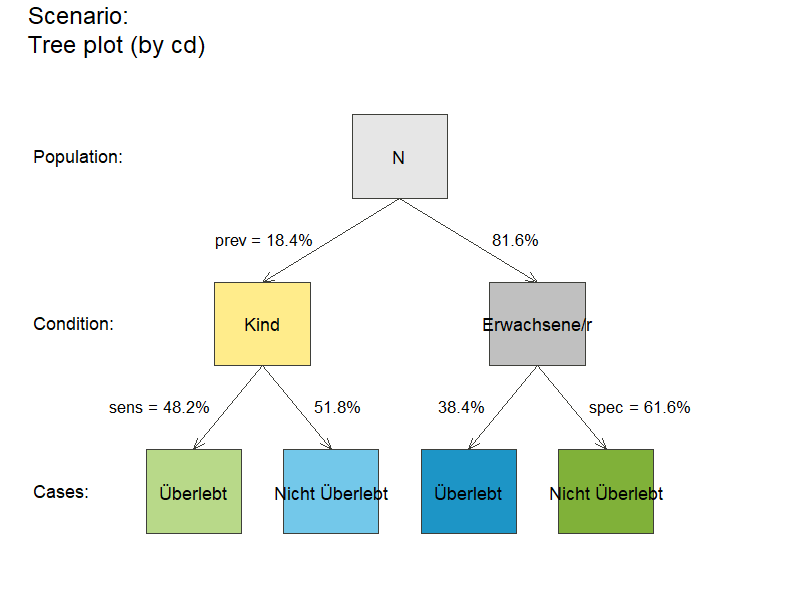 Scenario:
Tree plot (by cd)
Population:
N
prev = 18.4%
81.6%
Condition:
Kind
Erwachsene/r
sens = 48.2%
51.8%
38.4%
spec = 61.6%
Cases:
Überlebt
Nicht Überlebt
Überlebt
Nicht Überlebt